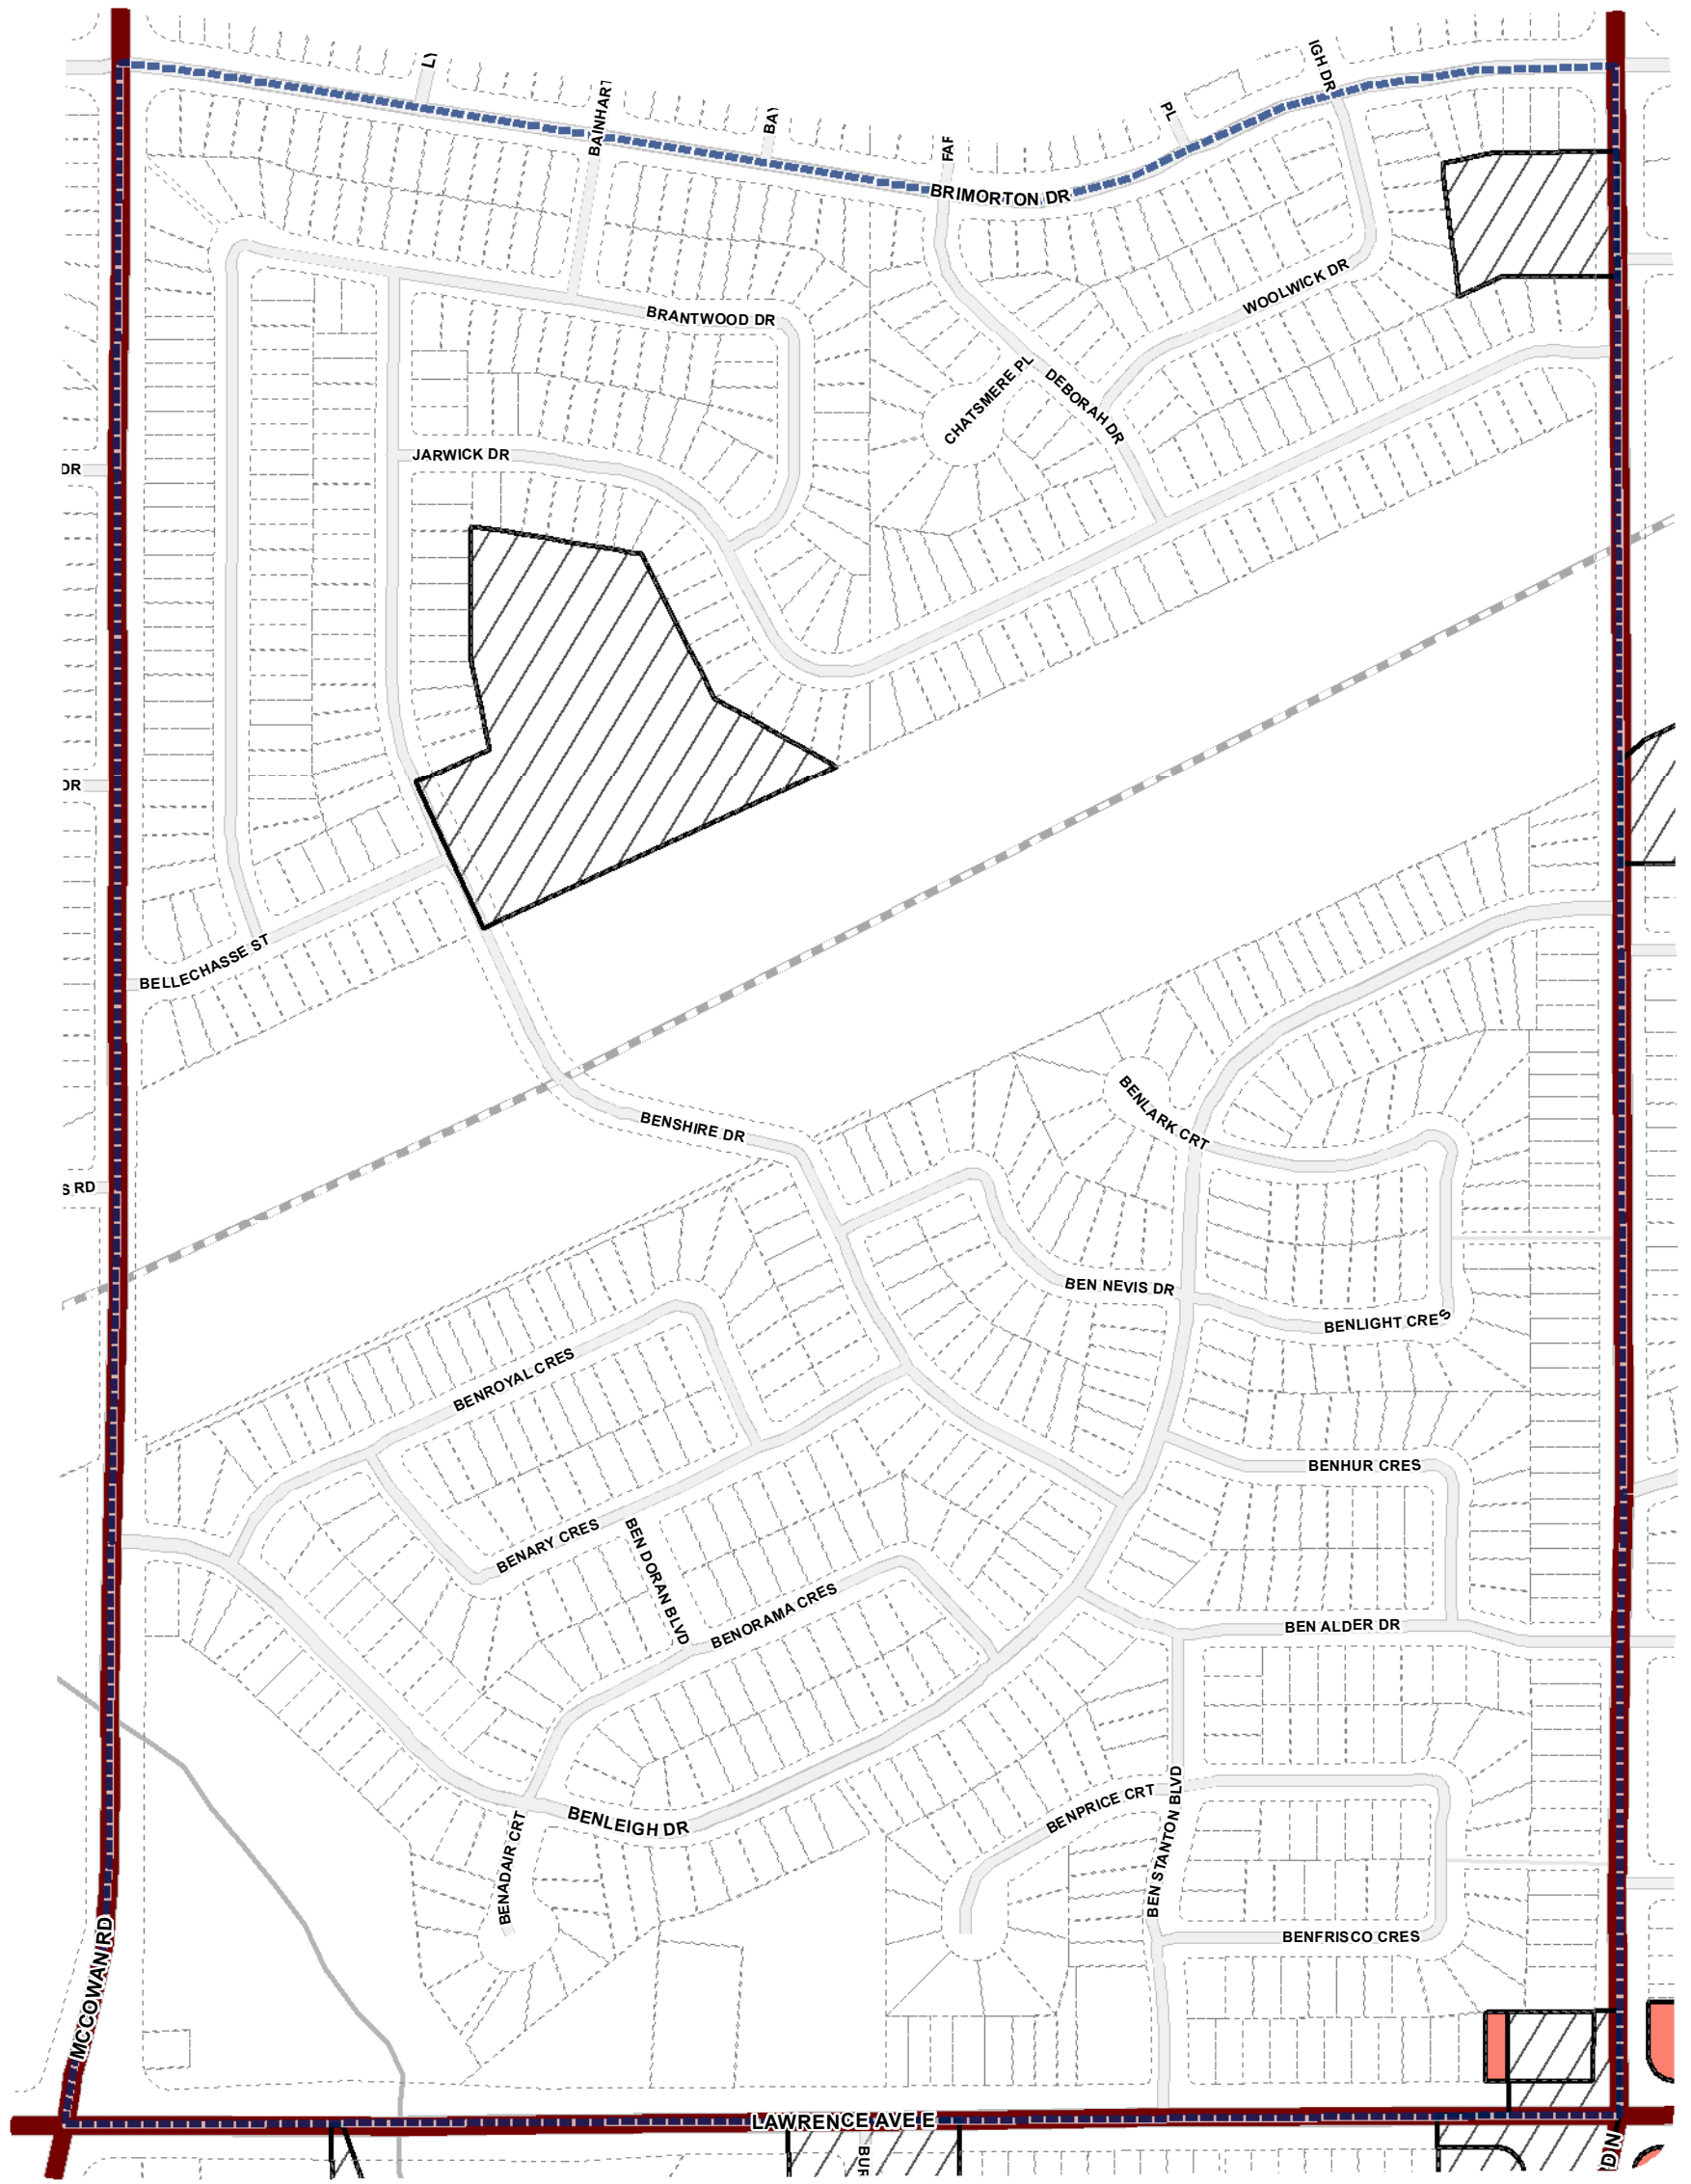 IGH DR
PL
BAINHART
BRIMORTON DR
WOOLWICK DR
BRANTWOOD DR
CHATSMERE PL
DEBORAH DR
JARWICK DR
DR
DR
BELLECHASSE ST
BENLARK CRT
BENSHIRE DR
S RD
BEN NEVIS DR
BENLIGHT CRES
BENROYAL CRES
BENHUR CRES
BENARY CRES
BEN DORAN BLVD
BENORAMA CRES
BEN ALDER DR
BENPRICE CRT
BEN STANTON BLVD
BENLEIGH DR
BENADAIR CRT
BENFRISCO CRES
MCCOWAN RD
LAWRENCE AVE E
BUR